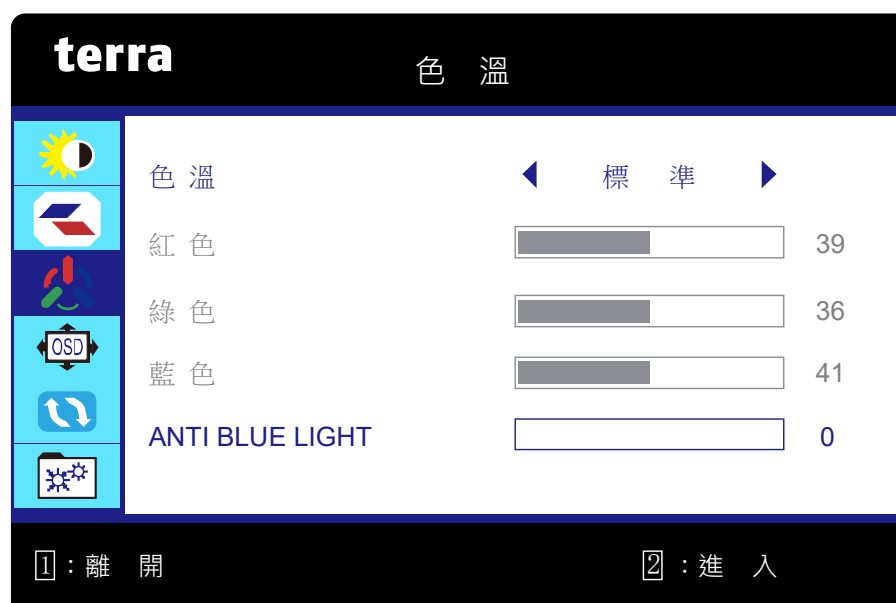 terra
色 溫
色 溫 標 準
紅 色 39
綠 色 36
OSD
藍 色 41
ANTI BLUE LIGHT 0
1：離 開 2：進 入